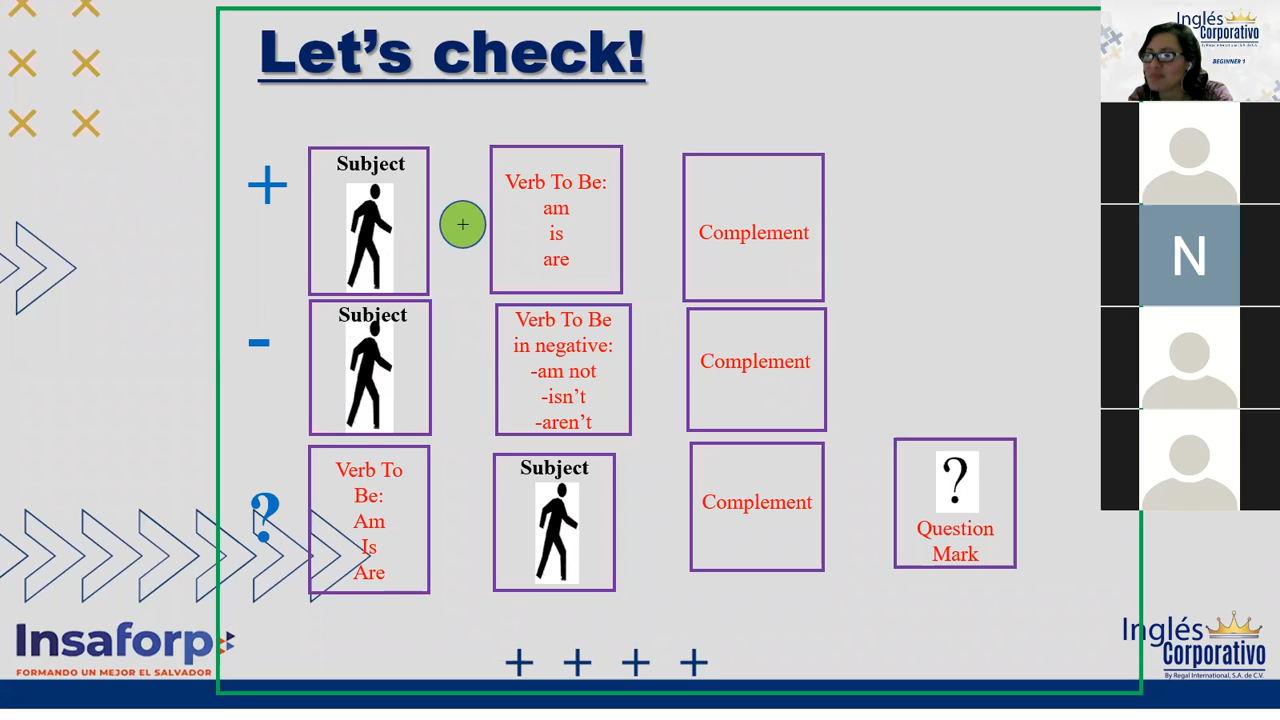 Let's check!
+
Subject
+
Verb To Be:
am
is
are
Complement
-
Subject
Verb To Be
in negative:
-am not
-isn't
-aren't
Complement
?
Verb To
Be:
Am
Is
Are
Subject
Complement
?
Question
Mark
Inglés
Corporativo
BEGINNER 1
N
Insaforp
FORMANDO UN MEJOR EL SALVADOR
+ + + +
Inglés
Corporativo
By Regal International, S.A. de C.V.